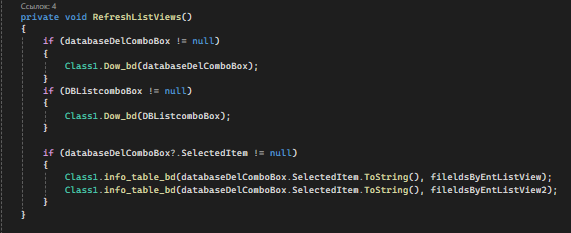 Ссылок: 4
private void RefreshListViews()
{
if (databaseDelComboBox != null)
{
Class1.Dow_bd(databaseDelComboBox);
}
if (DBListcomboBox != null)
{
Class1.Dow_bd(DBListcomboBox);
}
if (databaseDelComboBox?.SelectedItem != null)
{
Class1.info_table_bd(databaseDelComboBox.SelectedItem.ToString(), fileldsByEntListView);
Class1.info_table_bd(databaseDelComboBox.SelectedItem.ToString(), fileldsByEntListView2);
}
}